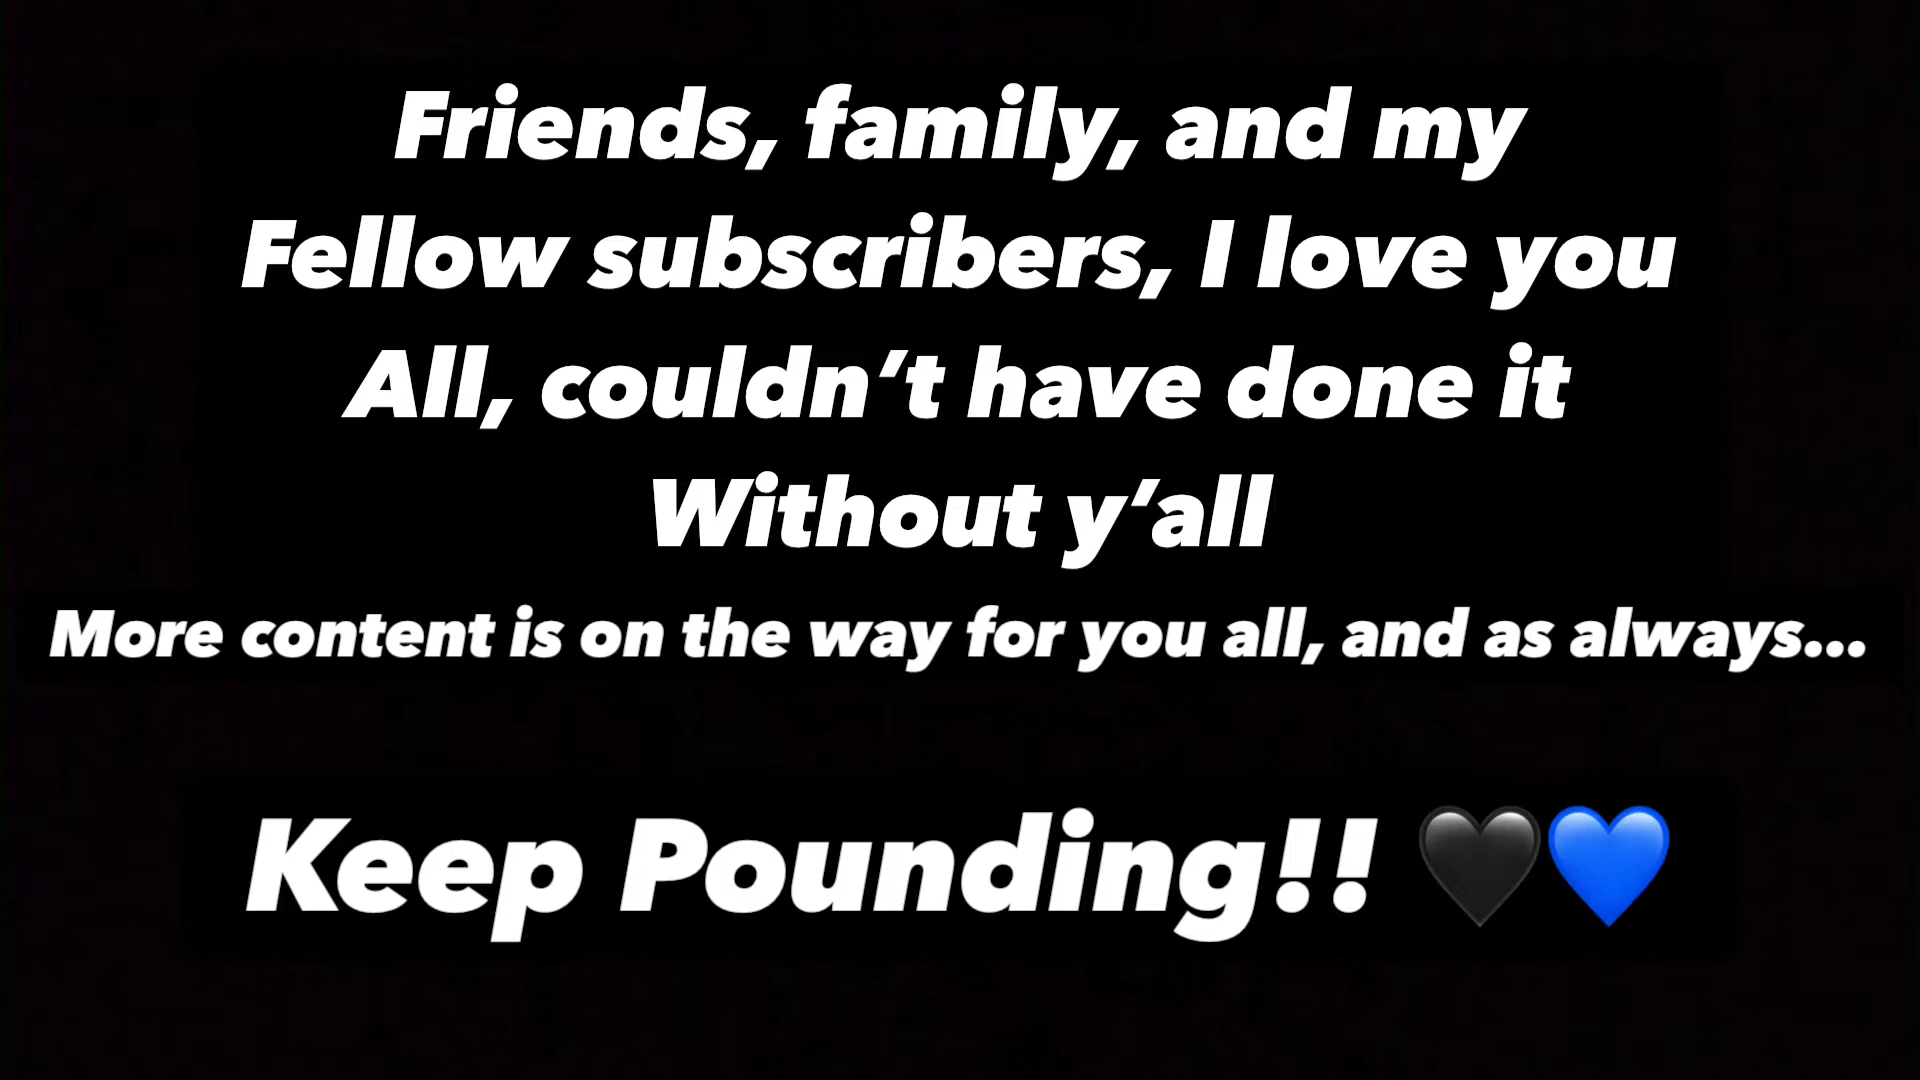 Friends, family, and my
Fellow subscribers, I love you
All, couldn’t have done it
Without y’all
More content is on the way for you all, and as always...
Keep Pounding!! 🖤💙